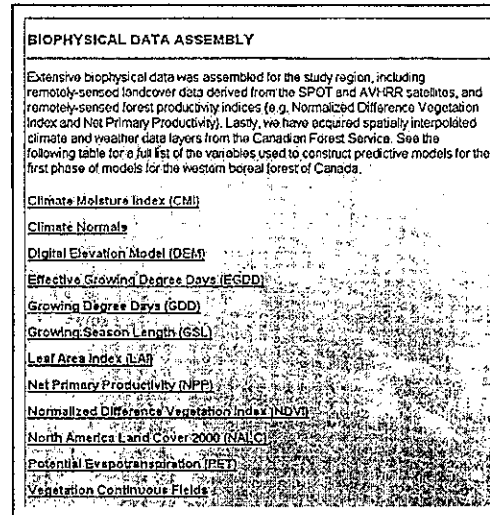 BIOPHYSICAL DATA ASSEMBLY
Extensive biophysical data was assembled for the study region, including
remotely-sensed landcover data derived from the SPOT and AVHRR satellites, and
remotely-sensed forest productivity indices (e.g. Normalized Difference Vegetation
Index and Net Primary Productivity). Lastly, we have acquired spatially interpolated
climate and weather data layers from the Canadian Forest Service. See the
following table for a full list of the variables used to construct predictive models for the
first phase of models for the western boreal forest of Canada.
Climate Moisture Index (CMI)
Climate Normals
Digital Elevation Model (DEM)
Effective Growing Degree Days (EGDD)
Growing Degree Days (GDD)
Growing Season Length (GSL)
Leaf Area Index (LAI)
Net Primary Productivity (NPP)
Normalized Difference Vegetation Index (NDVI)
North America Land Cover 2000 (NALC)
Potential Evapotranspiration (PET)
Vegetation Continuous Fields